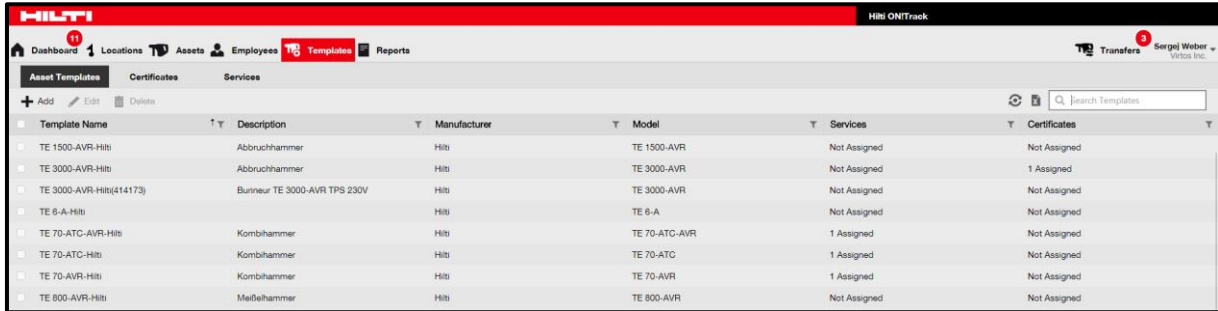 HILTI Hilti ON!Track
11 3
Dashboard Locations Assets Employees Templates Reports Transfers Sergej Weber
Virtos Inc.
Asset Templates Certificates Services
Add Edit Delete Search Templates
Template Name Description Manufacturer Model Services Certificates
TE 1500-AVR-Hilti Abbruchhammer Hilti TE 1500-AVR Not Assigned Not Assigned
TE 3000-AVR-Hilti Abbruchhammer Hilti TE 3000-AVR Not Assigned 1 Assigned
TE 3000-AVR-Hilti(414173) Burineur TE 3000-AVR TPS 230V Hilti TE 3000-AVR Not Assigned Not Assigned
TE 6-A-Hilti Hilti TE 6-A Not Assigned Not Assigned
TE 70-ATC-AVR-Hilti Kombihammer Hilti TE 70-ATC-AVR 1 Assigned Not Assigned
TE 70-ATC-Hilti Kombihammer Hilti TE 70-ATC 1 Assigned Not Assigned
TE 70-AVR-Hilti Kombihammer Hilti TE 70-AVR 1 Assigned Not Assigned
TE 800-AVR-Hilti Meißelhammer Hilti TE 800-AVR Not Assigned Not Assigned